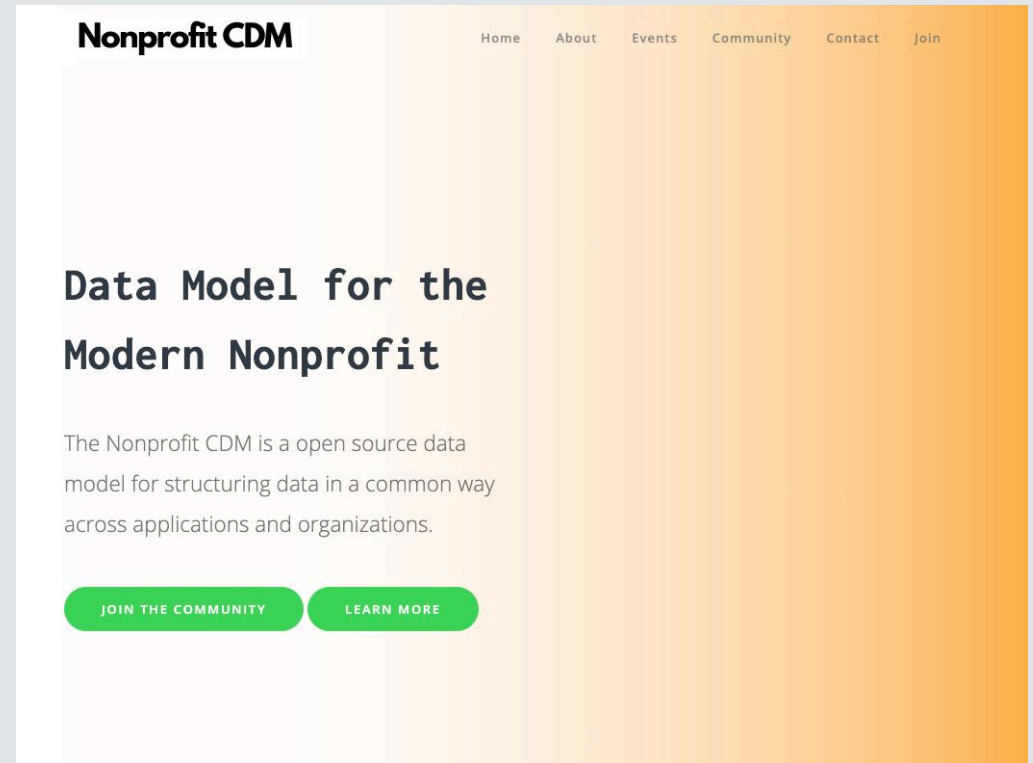 Nonprofit CDM
Home About Events Community Contact Join
Data Model for the
Modern Nonprofit
The Nonprofit CDM is a open source data
model for structuring data in a common way
across applications and organizations.
JOIN THE COMMUNITY LEARN MORE